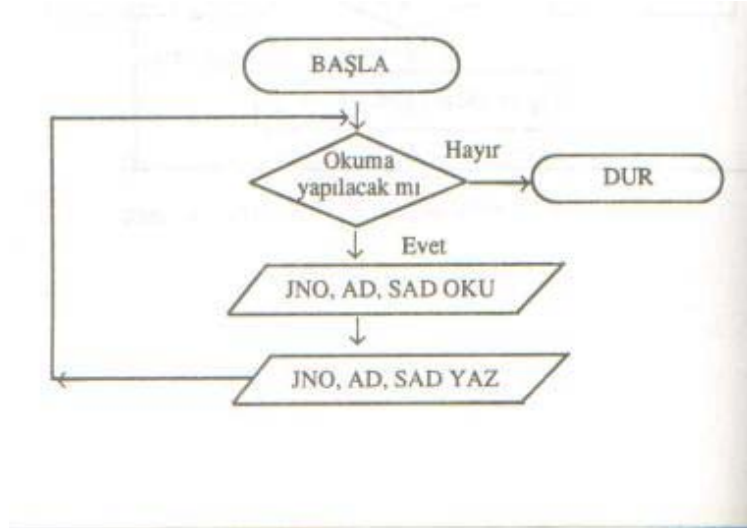 BAŞLA
Okuma
yapılacak mı
Hayır
DUR
Evet
JNO, AD, SAD OKU
JNO, AD, SAD YAZ